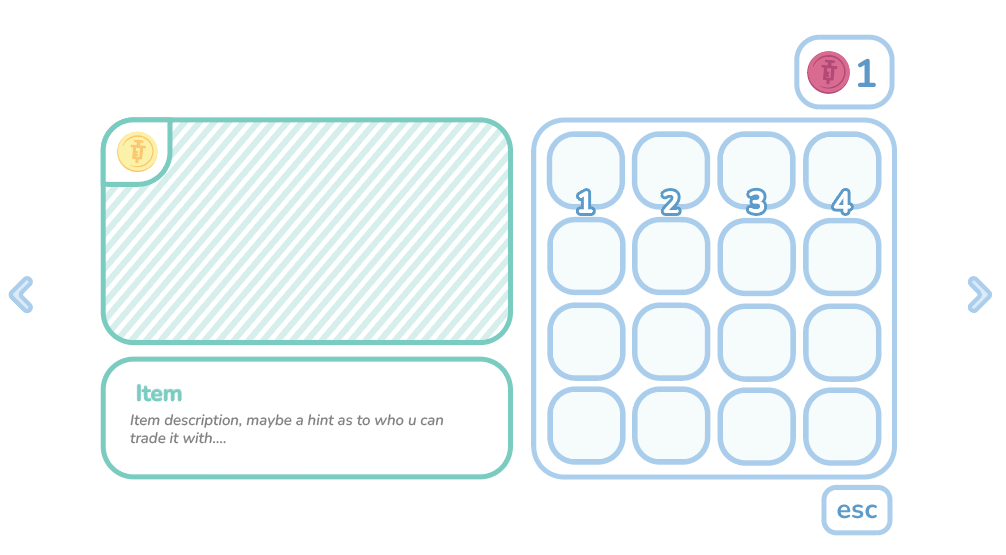 1
1 2 3 4
Item
Item description, maybe a hint as to who u can
trade it with....
esc